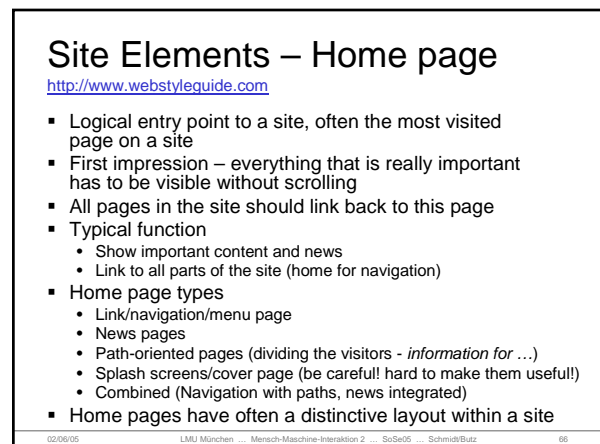 Site Elements – Home page
http://www.webstyleguide.com
▪ Logical entry point to a site, often the most visited
page on a site
▪ First impression – everything that is really important
has to be visible without scrolling
▪ All pages in the site should link back to this page
▪ Typical function
• Show important content and news
• Link to all parts of the site (home for navigation)
▪ Home page types
• Link/navigation/menu page
• News pages
• Path-oriented pages (dividing the visitors - information for …)
• Splash screens/cover page (be careful! hard to make them useful!)
• Combined (Navigation with paths, news integrated)
▪ Home pages have often a distinctive layout within a site
02/06/05 LMU München … Mensch-Maschine-Interaktion 2 … SoSe05 … Schmidt/Butz 66